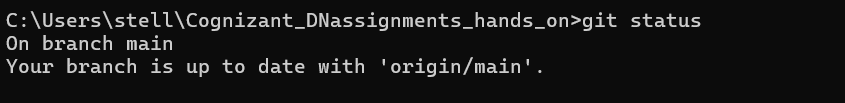 C:\Users\stell\Cognizant_DNassignments_hands_on>git status
On branch main
Your branch is up to date with 'origin/main'.